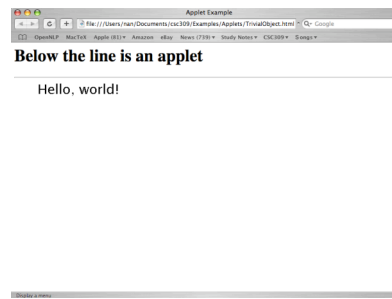 Applet Example
file:///Users/nan/Documents/csc309/Examples/Applets/TrivialObject.html Google
OpenNLP MacTeX Apple (81) Amazon eBay News (739) Study Notes CSC309 Songs
Below the line is an applet
Hello, world!
Display a menu